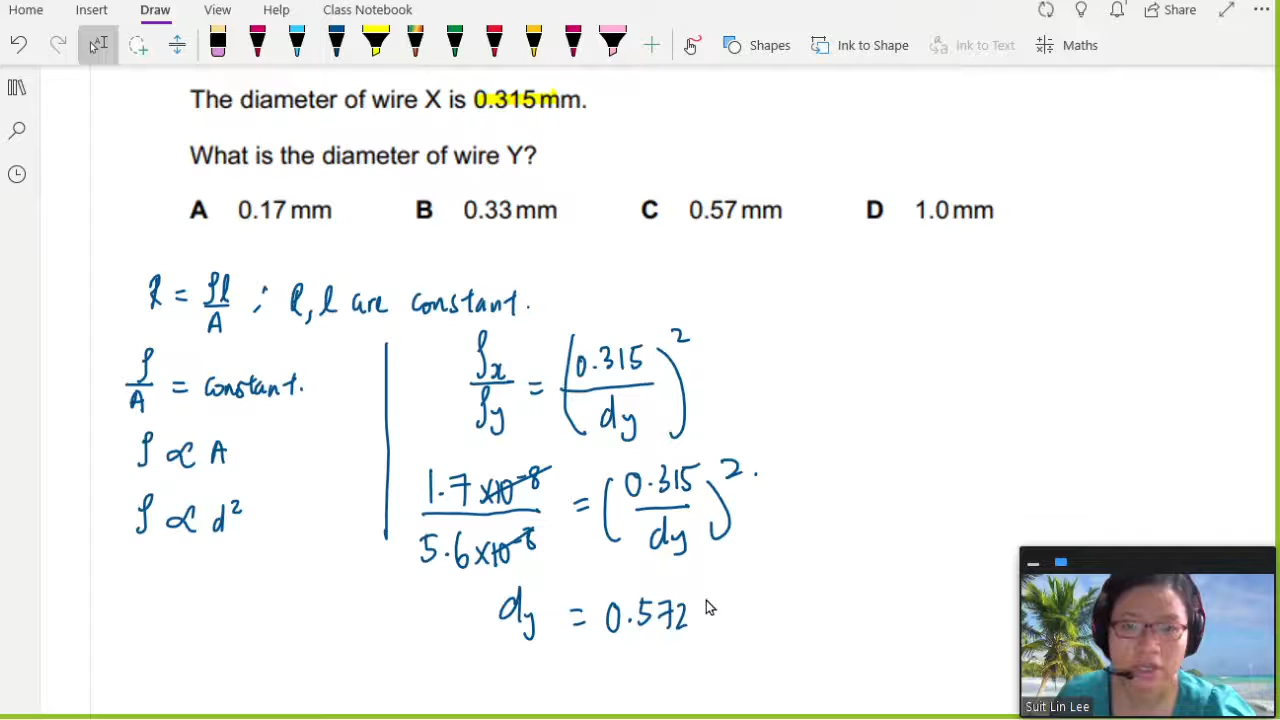 Home Insert Draw View Help Class Notebook Share
Shapes Ink to Shape Ink to Text Maths
The diameter of wire X is 0.315 mm.
What is the diameter of wire Y?
A 0.17 mm B 0.33 mm C 0.57 mm D 1.0 mm
R = ρl/A ; R, l are constant.
ρ/A = constant.
ρ ∝ A
ρ ∝ d²
ρx/ρy = (0.315/dy)²
1.7×10⁻⁸/5.6×10⁻⁸ = (0.315/dy)².
dy = 0.572
Suit Lin Lee